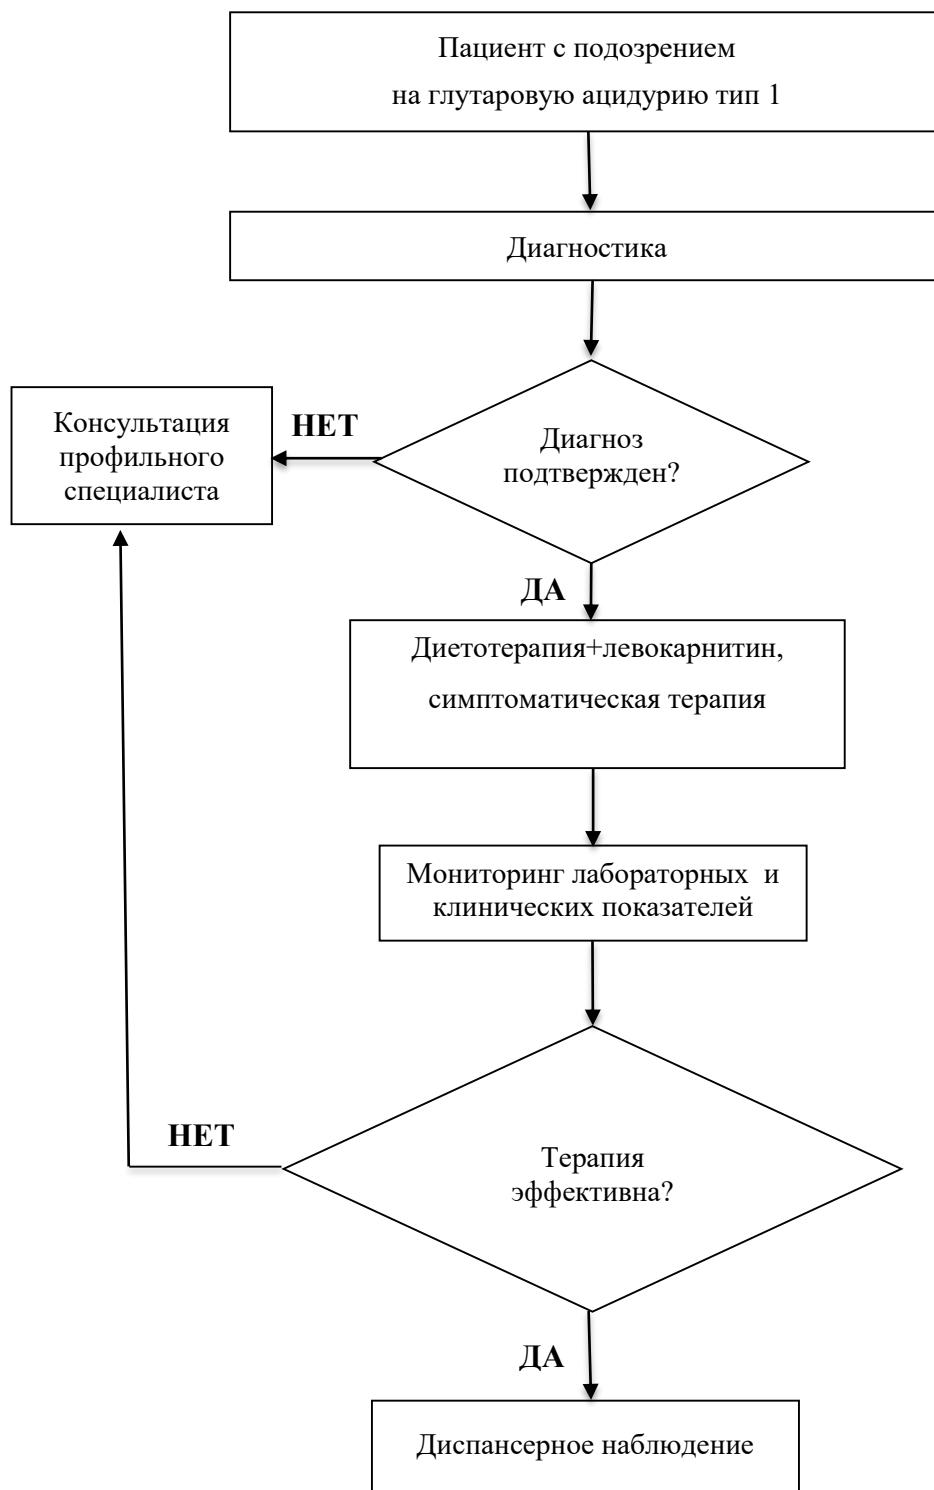 Пациент с подозрением
на глутаровую ацидурию тип 1
Диагностика
Консультация
профильного
специалиста
НЕТ
Диагноз
подтвержден?
ДА
Диетотерапия+левокарнитин,
симптоматическая терапия
Мониторинг лабораторных и
клинических показателей
НЕТ
Терапия
эффективна?
ДА
Диспансерное наблюдение